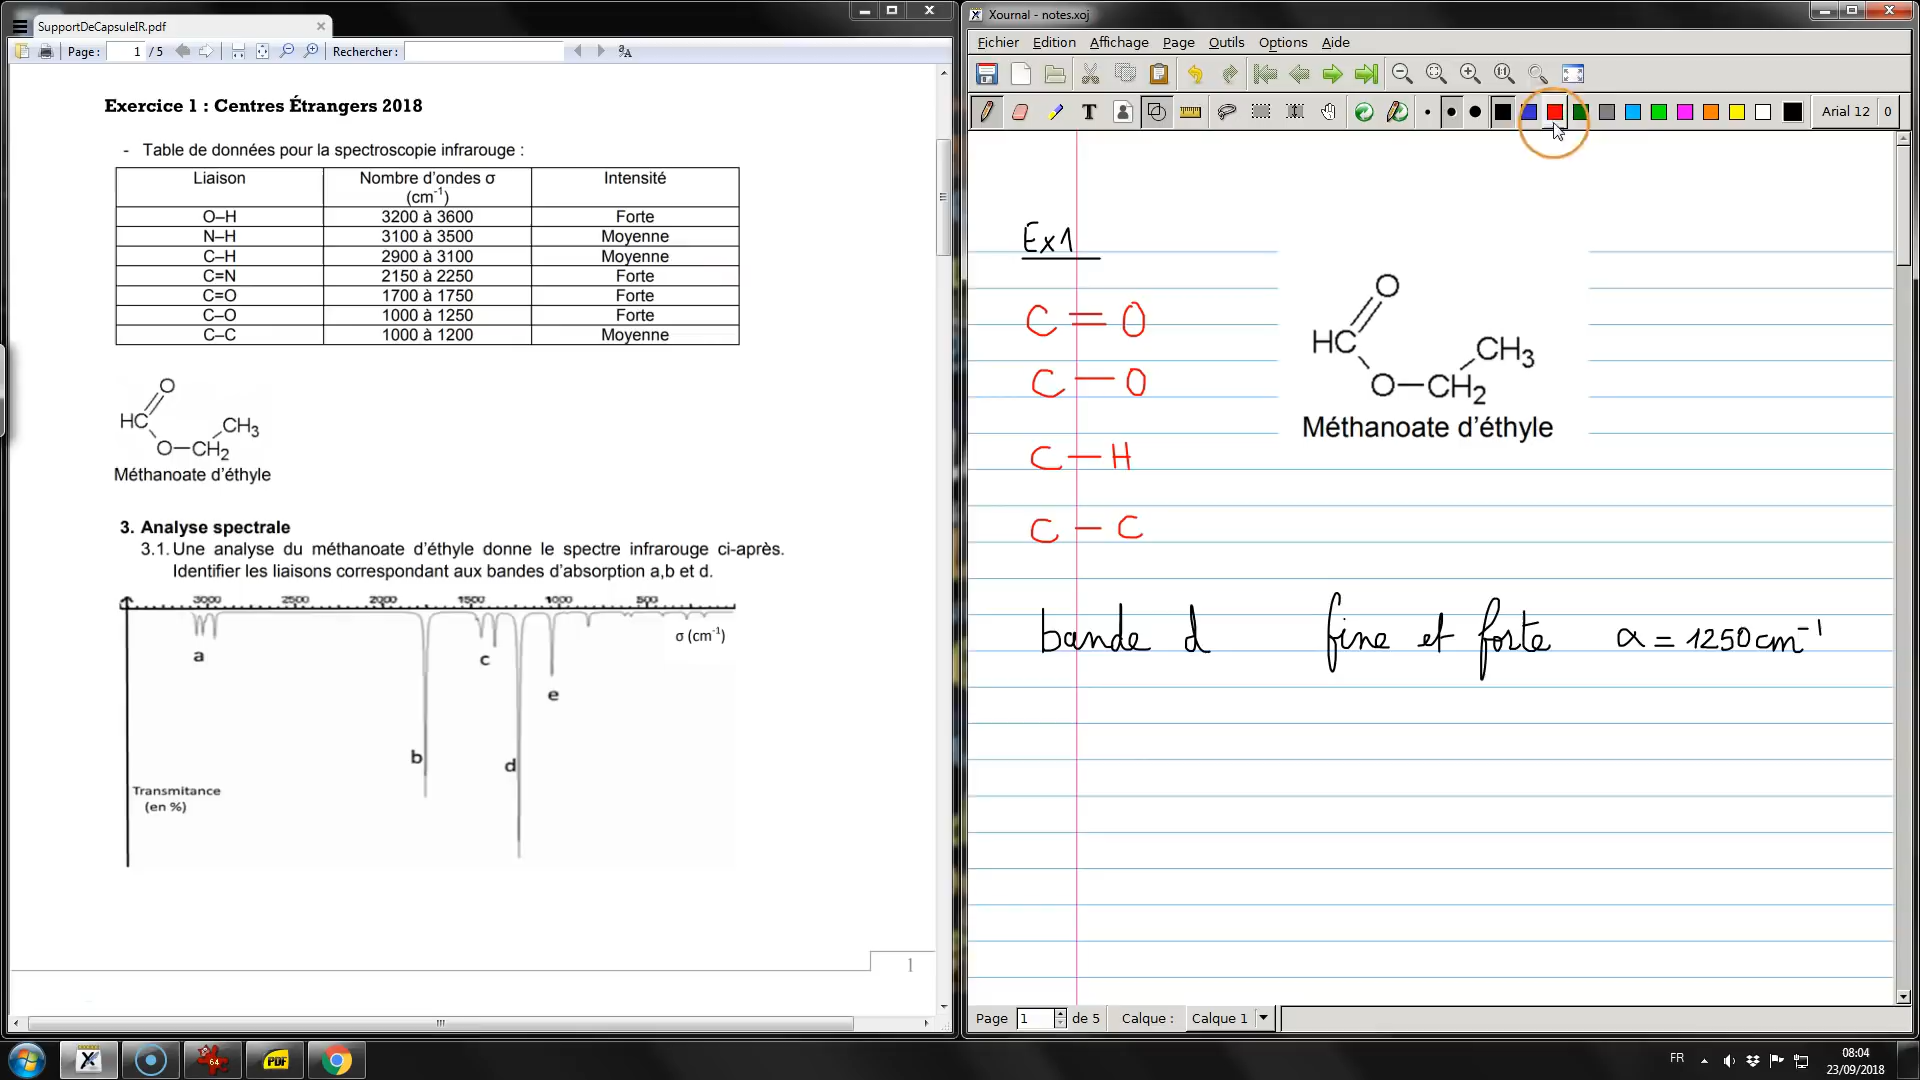 SupportDeCapsuleIR.pdf
Page : 1 / 5 Rechercher :
Exercice 1 : Centres Étrangers 2018
- Table de données pour la spectroscopie infrarouge :
Liaison Nombre d'ondes σ (cm-1) Intensité
O–H 3200 à 3600 Forte
N–H 3100 à 3500 Moyenne
C–H 2900 à 3100 Moyenne
C=N 2150 à 2250 Forte
C=O 1700 à 1750 Forte
C–O 1000 à 1250 Forte
C–C 1000 à 1200 Moyenne
O
HC
CH3
O—CH2
Méthanoate d'éthyle
3. Analyse spectrale
3.1. Une analyse du méthanoate d'éthyle donne le spectre infrarouge ci-après.
Identifier les liaisons correspondant aux bandes d'absorption a,b et d.
3000 2500 2000 1500 1000 500
σ (cm-1)
a
c
e
b
d
Transmitance
(en %)
1
Xournal - notes.xoj
Fichier Edition Affichage Page Outils Options Aide
Arial 12 0
Ex1
C = O
C — O
C — H
C — C
O
HC
CH3
O—CH2
Méthanoate d'éthyle
bande d fine et forte α = 1250 cm⁻¹
Page 1 de 5 Calque : Calque 1
64
PDF
FR
08:04
23/09/2018